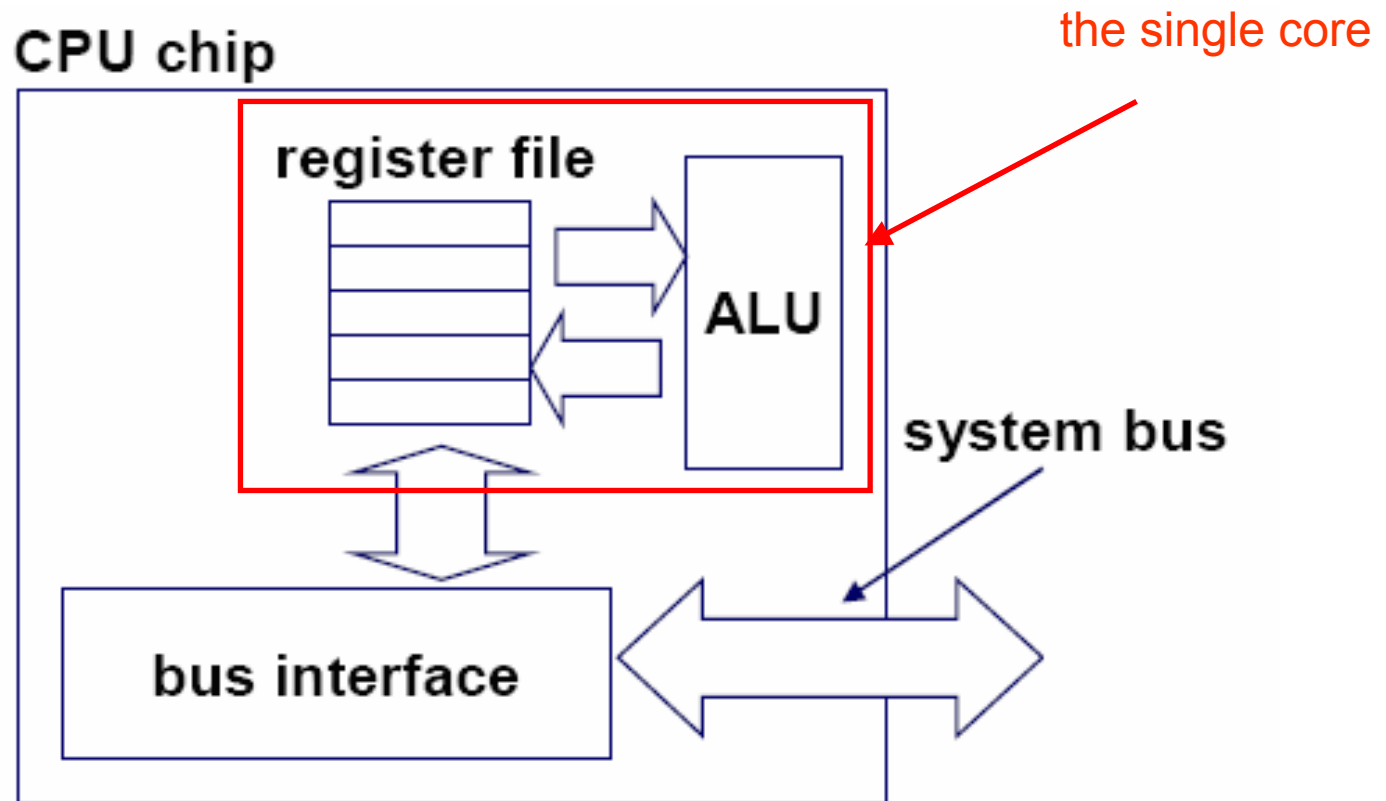 the single core
CPU chip
register file
ALU
system bus
bus interface